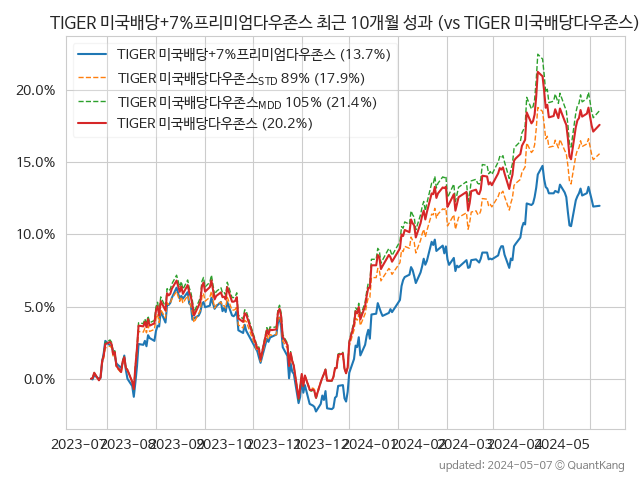 TIGER 미국배당+7%프리미엄다우존스 최근 10개월 성과 (vs TIGER 미국배당다우존스)
TIGER 미국배당+7%프리미엄다우존스 (13.7%)
TIGER 미국배당다우존스STD 89% (17.9%)
TIGER 미국배당다우존스MDD 105% (21.4%)
TIGER 미국배당다우존스 (20.2%)
20.0%
15.0%
10.0%
5.0%
0.0%
2023-07 2023-08 2023-09 2023-10 2023-11 2023-12 2024-01 2024-02 2024-03 2024-04 2024-05
updated: 2024-05-07 © QuantKang